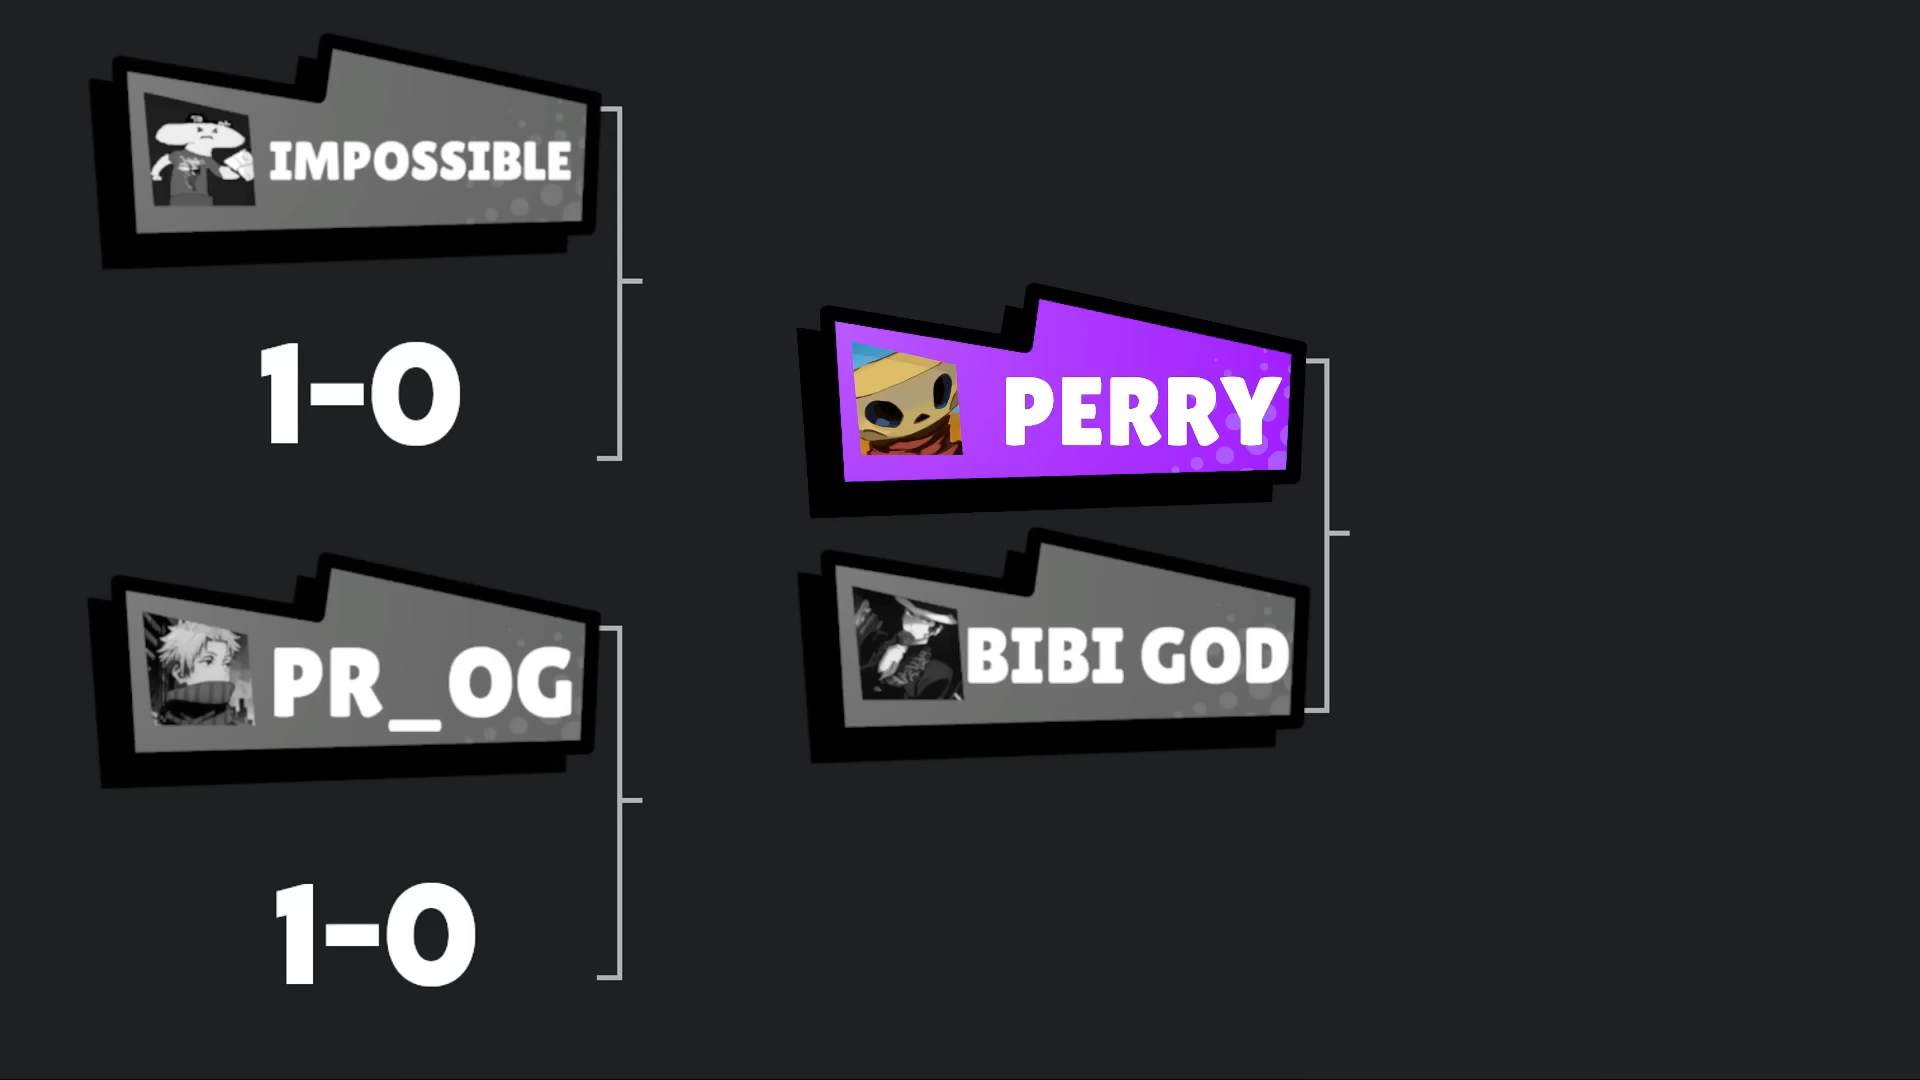 IMPOSSIBLE
1-0
PR_OG
1-0
PERRY
BIBI GOD